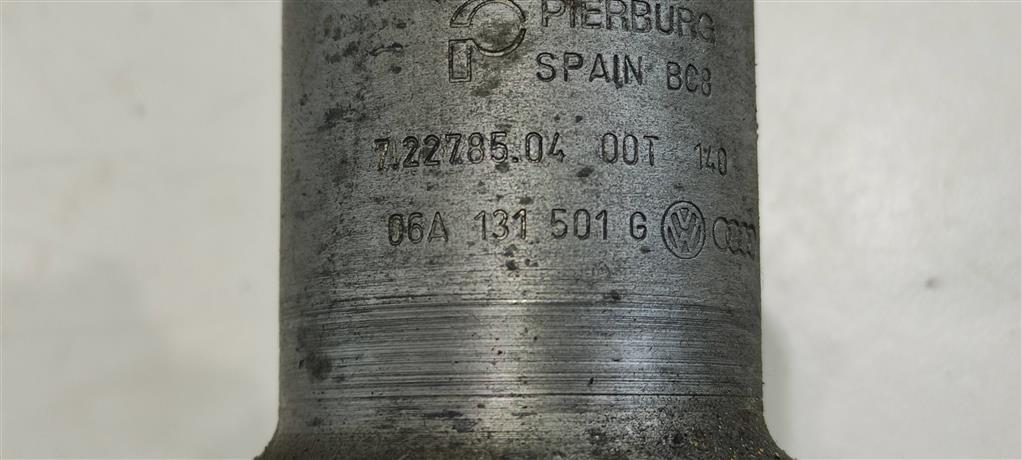 PIERBURG
SPAIN BC8
7.22785.04 00T 140
06A 131 501 G